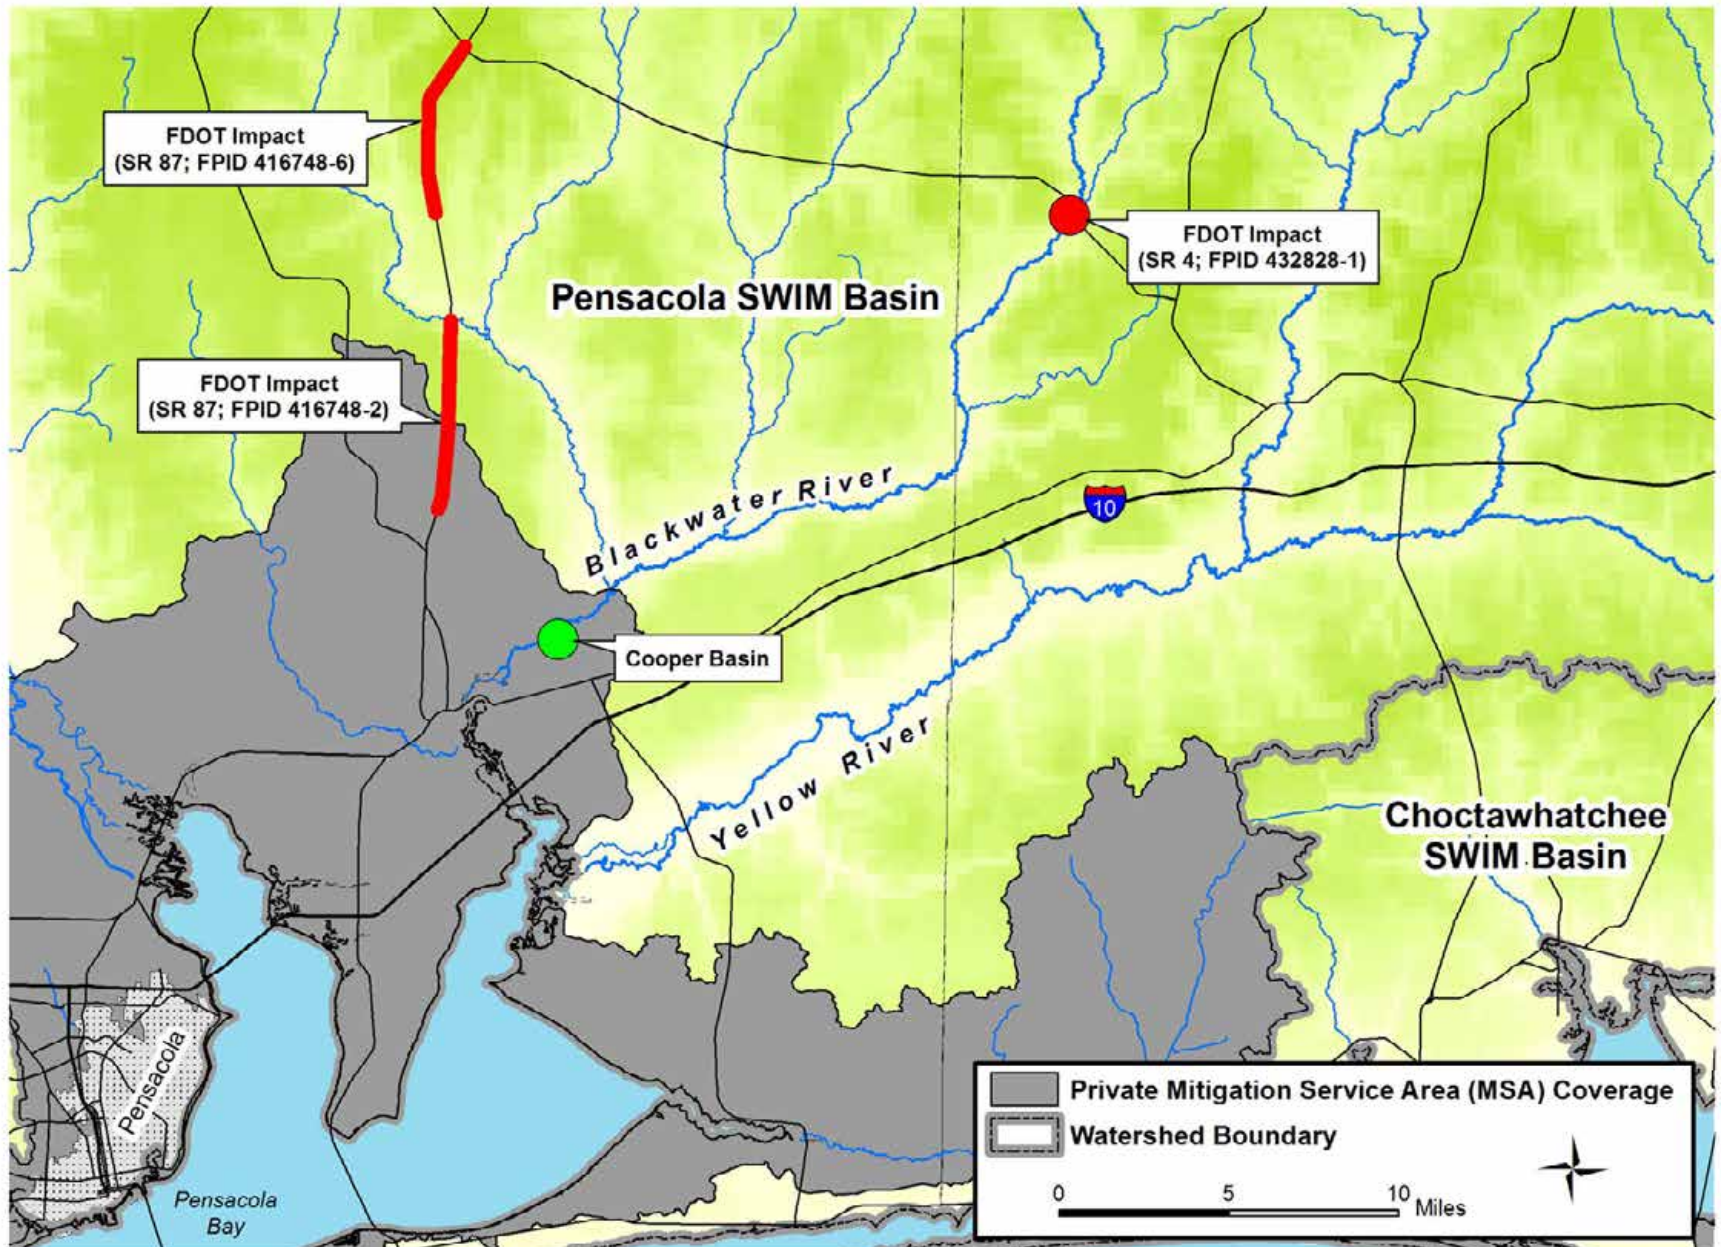 FDOT Impact
(SR 87; FPID 416748-6)
FDOT Impact
(SR 4; FPID 432828-1)
Pensacola SWIM Basin
FDOT Impact
(SR 87; FPID 416748-2)
Blackwater River
10
Cooper Basin
Yellow River
Choctawhatchee
SWIM Basin
Pensacola
Pensacola
Bay
Private Mitigation Service Area (MSA) Coverage
Watershed Boundary
0 5 10
Miles